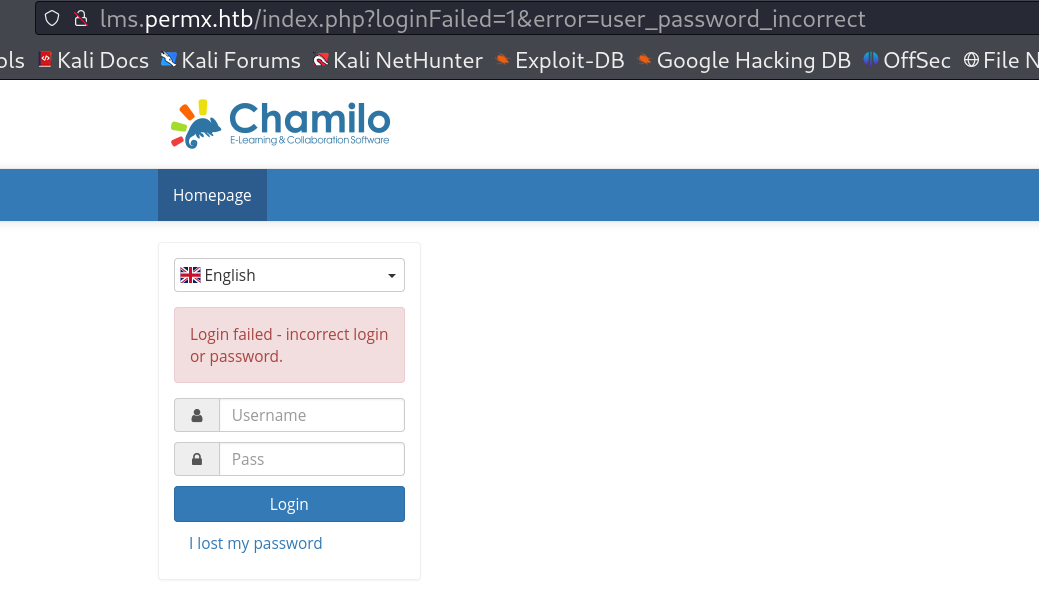 lms.permx.htb/index.php?loginFailed=1&error=user_password_incorrect
ols Kali Docs Kali Forums Kali NetHunter Exploit-DB Google Hacking DB OffSec File N
Chamilo
E-Learning & Collaboration Software
Homepage
English
Login failed - incorrect login
or password.
Username
Pass
Login
I lost my password